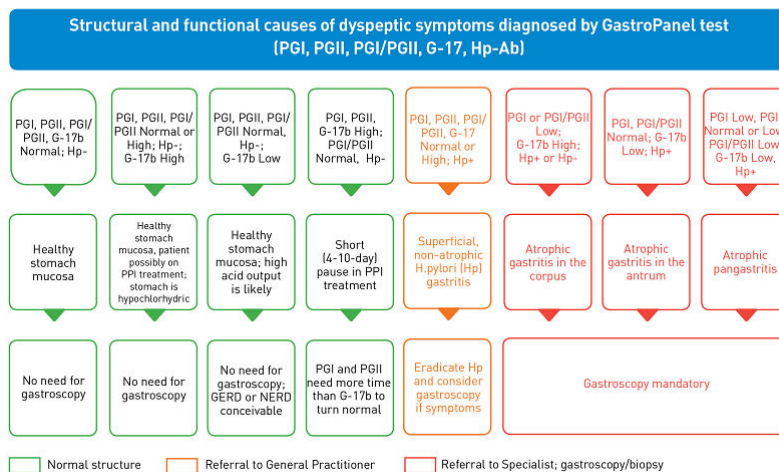 Structural and functional causes of dyspeptic symptoms diagnosed by GastroPanel test
(PGI, PGII, PGI/PGII, G-17, Hp-Ab)
PGI, PGII, PGI/
PGII, G-17b
Normal; Hp-
PGI, PGII, PGI/
PGII Normal or
High; Hp-;
G-17b High
PGI, PGII, PGI/
PGII Normal,
Hp-;
G-17b Low
PGI, PGII,
G-17b High;
PGI/PGII
Normal, Hp-
PGI, PGII, PGI/
PGII, G-17
Normal or
High; Hp+
PGI or PGI/PGII
Low;
G-17b High;
Hp+ or Hp-
PGI, PGI/PGII
Normal; G-17b
Low; Hp+
PGI Low, PGI
Normal or Low
PGI/PGII Low
G-17b Low,
Hp+
Healthy
stomach
mucosa
Healthy
stomach
mucosa, patient
possibly on
PPI treatment;
stomach is
hypochlorhydric
Healthy
stomach
mucosa; high
acid output
is likely
Short
(4-10-day)
pause in PPI
treatment
Superficial,
non-atrophic
H.pylori (Hp)
gastritis
Atrophic
gastritis in the
corpus
Atrophic
gastritis in the
antrum
Atrophic
pangastritis
No need for
gastroscopy
No need for
gastroscopy
No need for
gastroscopy;
GERD or NERD
conceivable
PGI and PGII
need more time
than G-17b to
turn normal
Eradicate Hp
and consider
gastroscopy
if symptoms
Gastroscopy mandatory
Normal structure
Referral to General Practitioner
Referral to Specialist; gastroscopy/biopsy